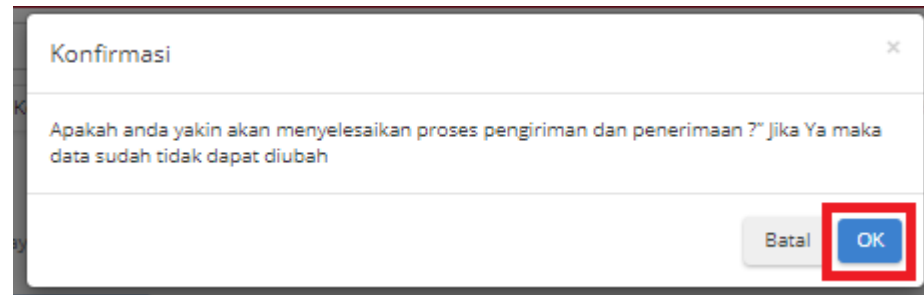 Konfirmasi ×
Apakah anda yakin akan menyelesaikan proses pengiriman dan penerimaan ?" Jika Ya maka
data sudah tidak dapat diubah
Batal OK